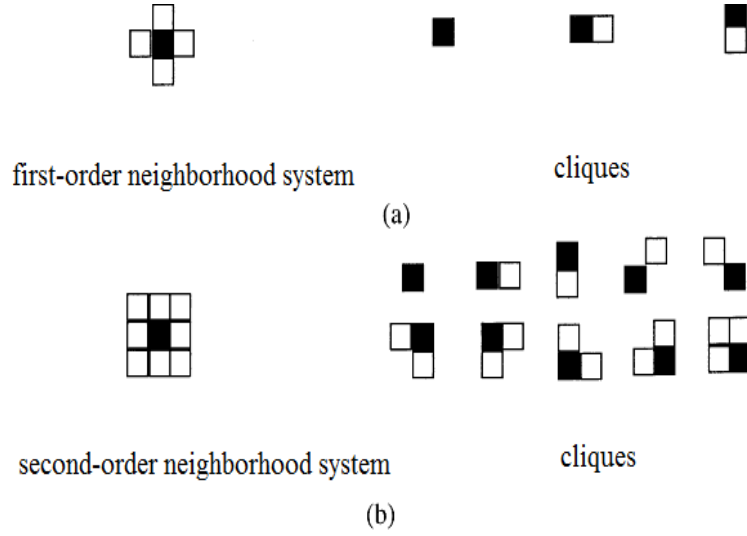 first-order neighborhood system
cliques
(a)
second-order neighborhood system
cliques
(b)